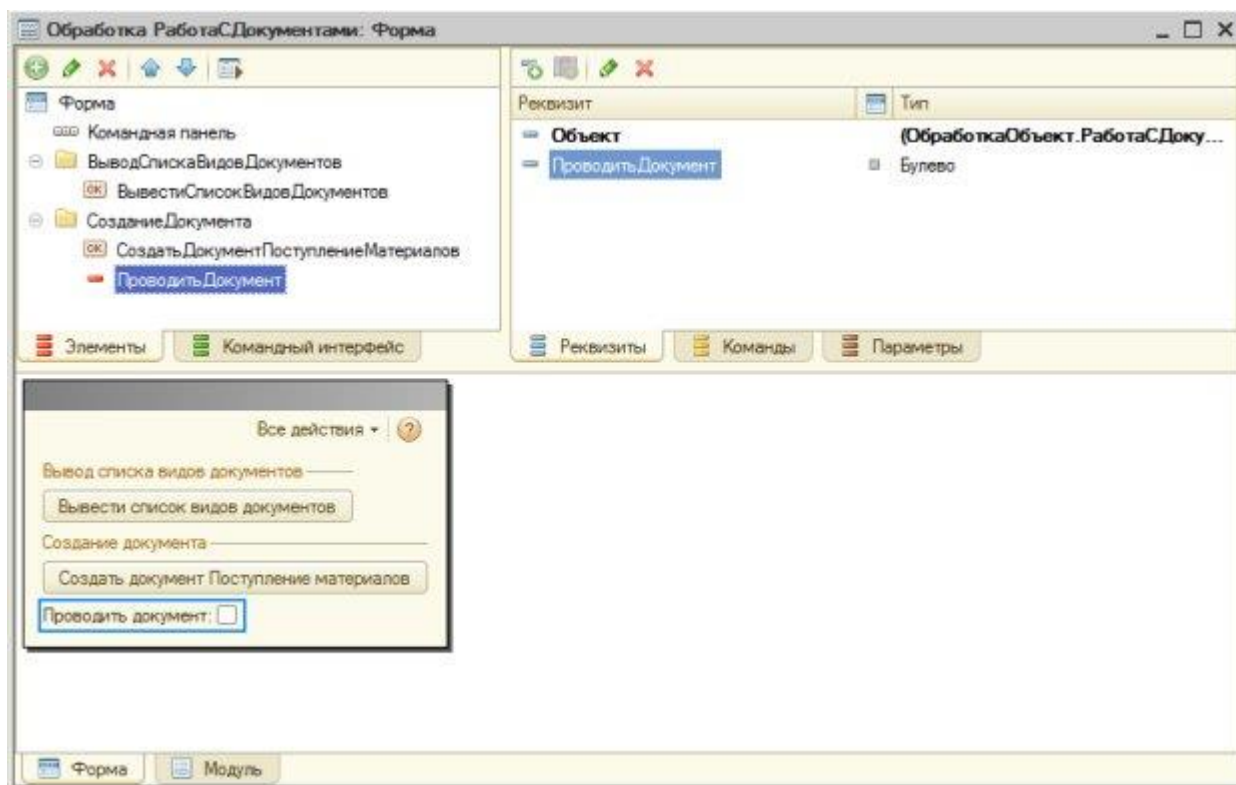 Обработка РаботаСДокументами: Форма
Форма
Командная панель
ВыводСпискаВидовДокументов
ВывестиСписокВидовДокументов
СозданиеДокумента
СоздатьДокументПоступлениеМатериалов
ПроводитьДокумент
Элементы
Командный интерфейс
Реквизит
Тип
Объект
(ОбработкаОбъект.РаботаСДоку...
ПроводитьДокумент
Булево
Реквизиты
Команды
Параметры
Все действия
Вывод списка видов документов
Вывести список видов документов
Создание документа
Создать документ Поступление материалов
Проводить документ:
Форма
Модуль